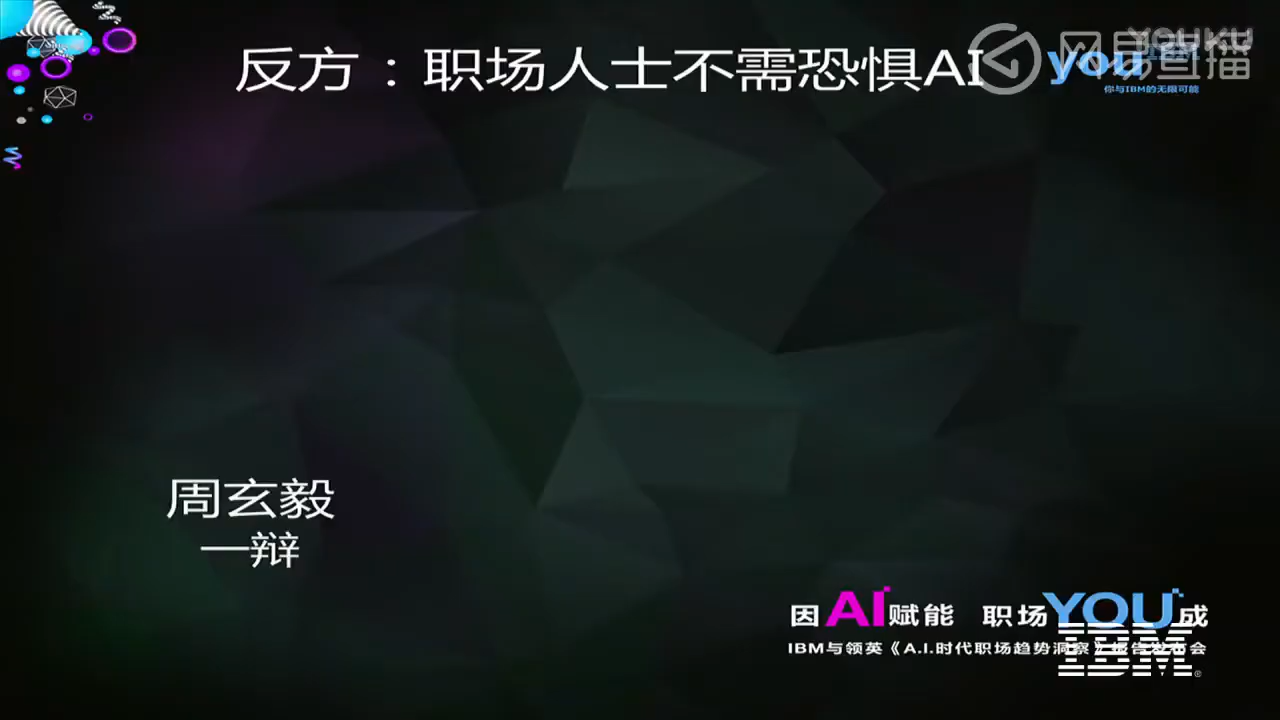 反方：职场人士不需恐惧AI
YOUKU
网易直播
you
你与IBM的无限可能
周玄毅
一辩
因AI赋能 职场YOU成
IBM与领英《A.I.时代职场趋势洞察》报告发布会
IBM